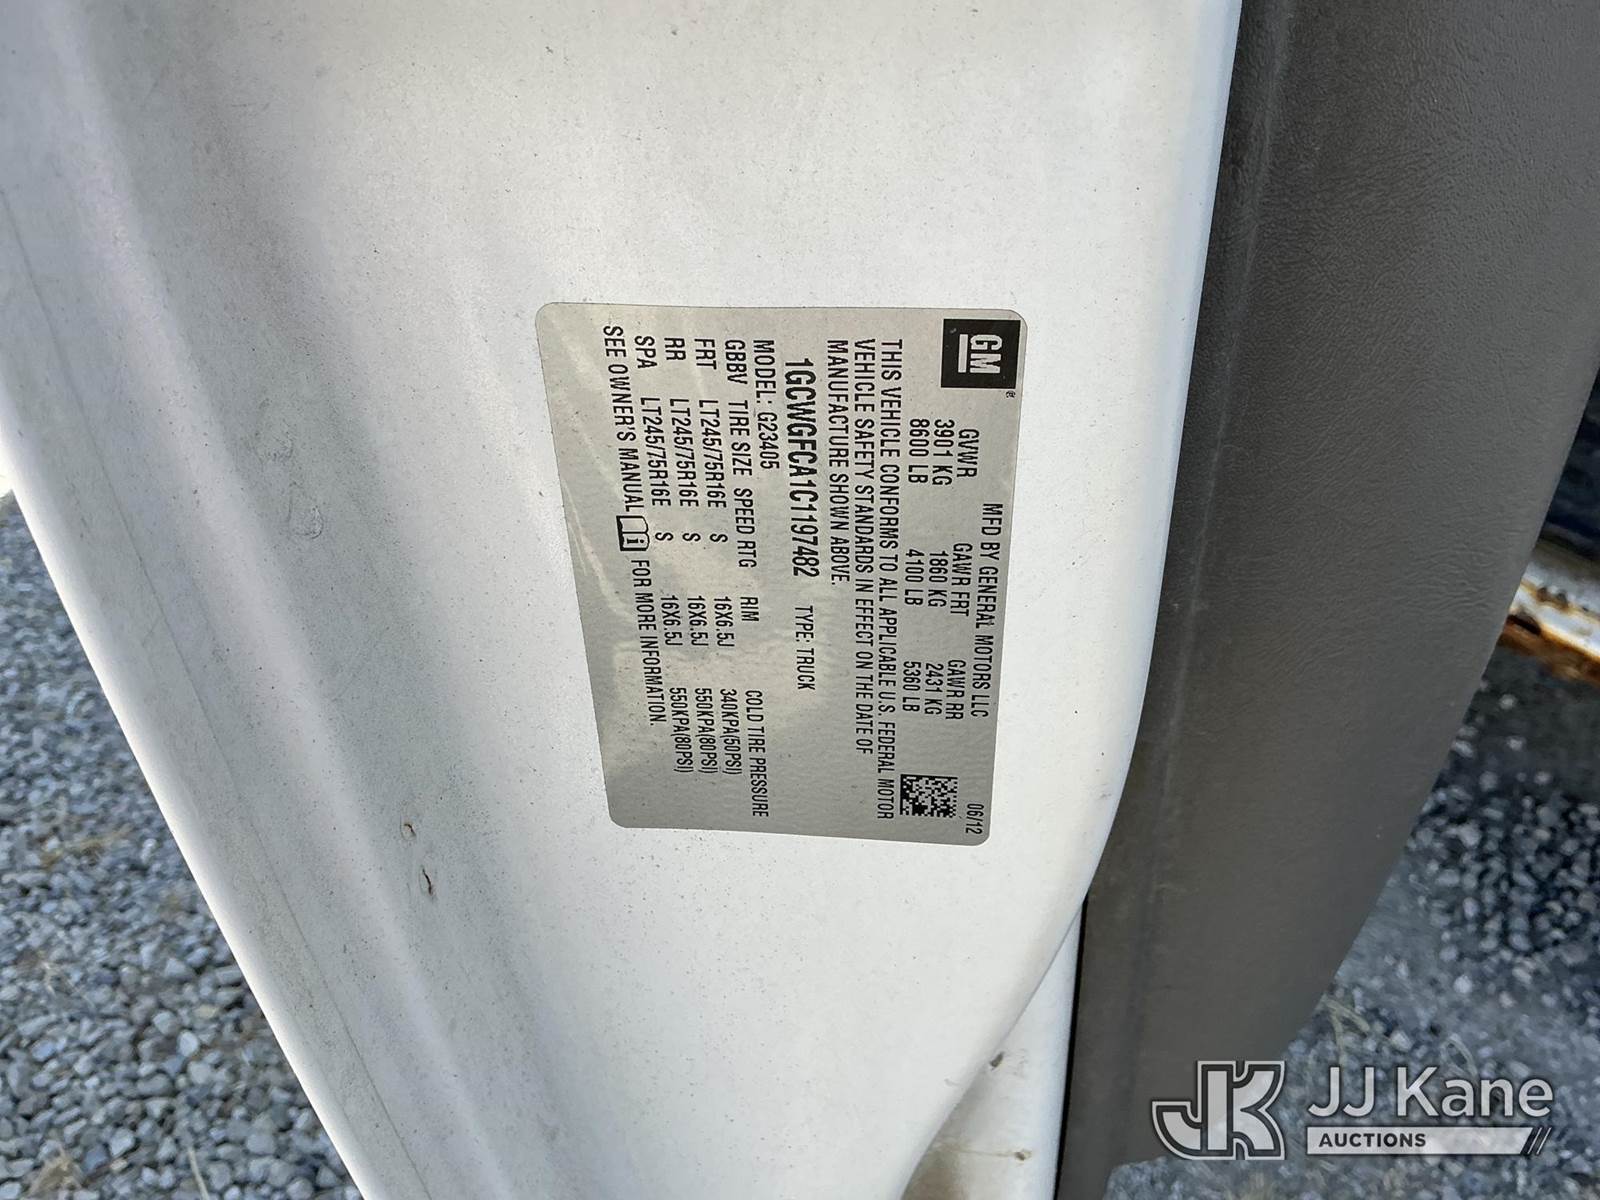 GM
MFD BY GENERAL MOTORS LLC 06/12
GVWR GAWR FRT GAWR RR
3901 KG 1860 KG 2431 KG
8600 LB 4100 LB 5360 LB
THIS VEHICLE CONFORMS TO ALL APPLICABLE U.S. FEDERAL MOTOR
VEHICLE SAFETY STANDARDS IN EFFECT ON THE DATE OF
MANUFACTURE SHOWN ABOVE.
1GCWGFCA1C1197482 TYPE: TRUCK
MODEL: G23405
GBBV TIRE SIZE SPEED RTG RIM COLD TIRE PRESSURE
FRT LT245/75R16E S 16X6.5J 340KPA(50PSI)
RR LT245/75R16E S 16X6.5J 550KPA(80PSI)
SPA LT245/75R16E S 16X6.5J 550KPA(80PSI)
SEE OWNER'S MANUAL FOR MORE INFORMATION.
JK JJ Kane
AUCTIONS